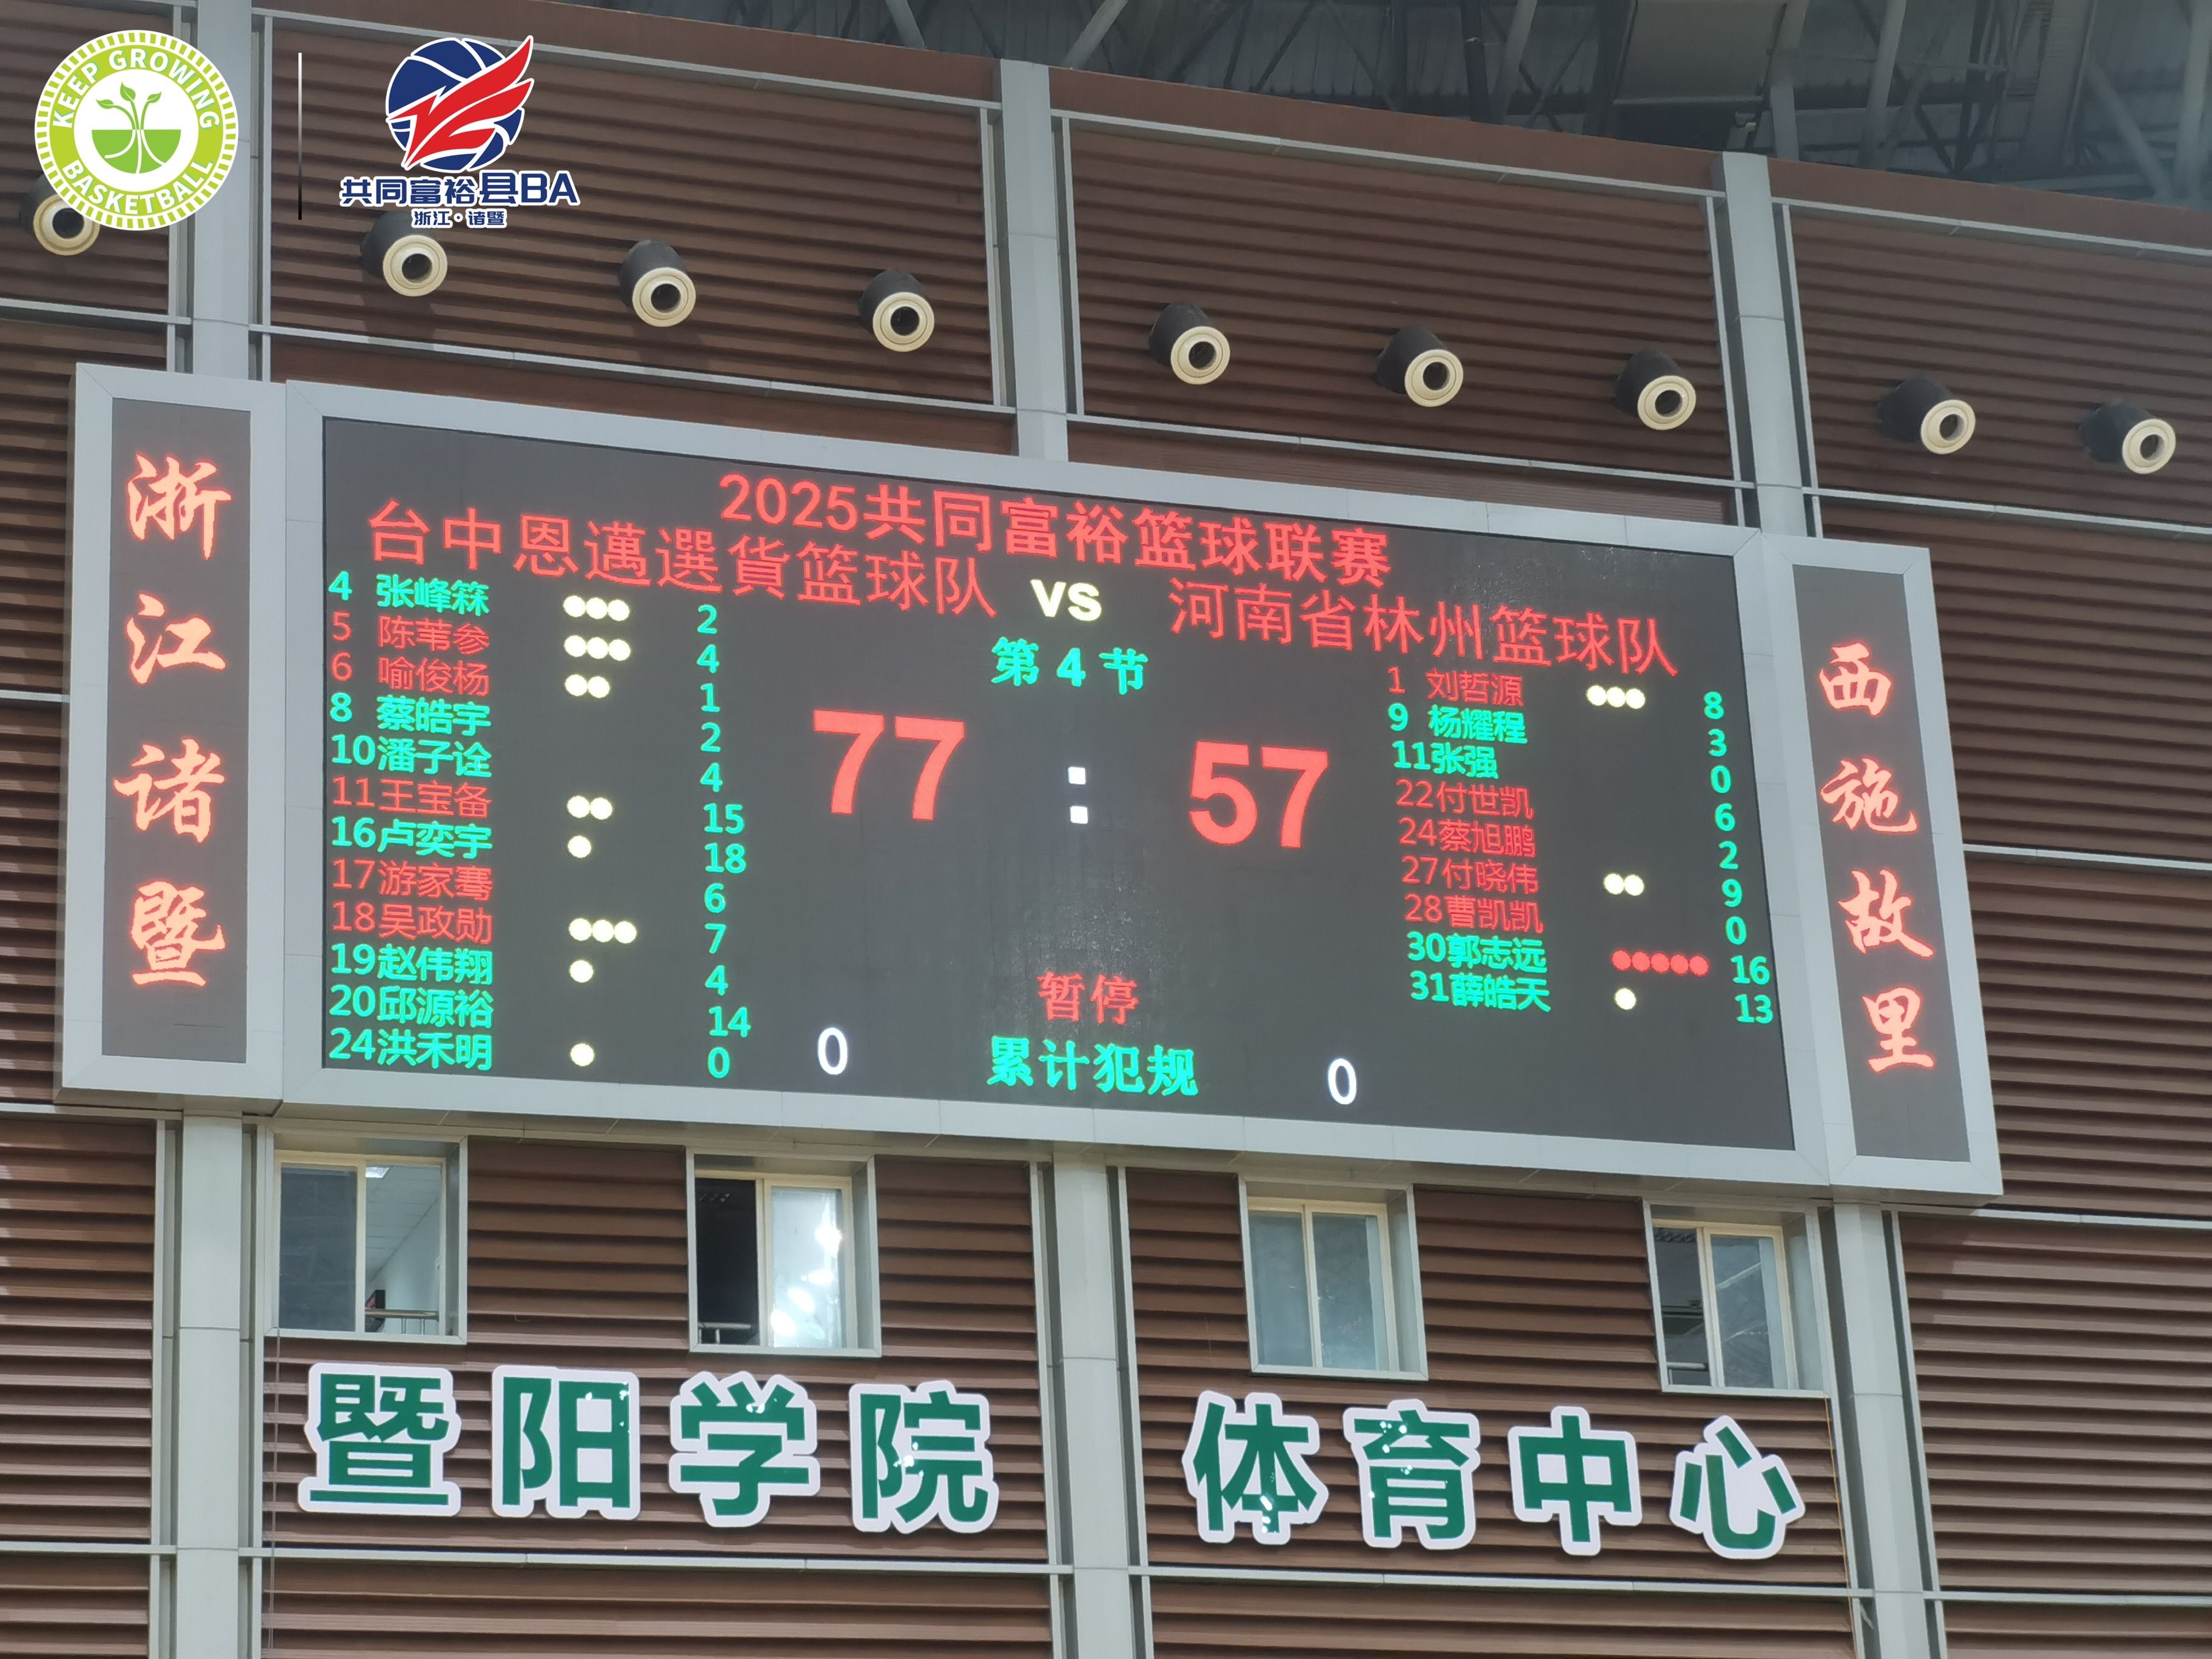 KEEP GROWING
BASKETBALL
共同富裕县BA
浙江·诸暨
浙江诸暨
2025共同富裕篮球联赛
台中恩邁選貨篮球队 VS 河南省林州篮球队
第4节
77 : 57
4 张峰箖 2
5 陈苇参 4
6 喻俊杨 1
8 蔡皓宇 2
10潘子诠 4
11王宝备 15
16卢奕宇 18
17游家骞 6
18吴政勋 7
19赵伟翔 4
20邱源裕 14
24洪禾明 0
1 刘哲源 8
9 杨耀程 3
11张强 0
22付世凯 6
24蔡旭鹏 2
27付晓伟 9
28曹凯凯 0
30郭志远 16
31薛皓天 13
暂停
0 累计犯规 0
西施故里
暨阳学院 体育中心